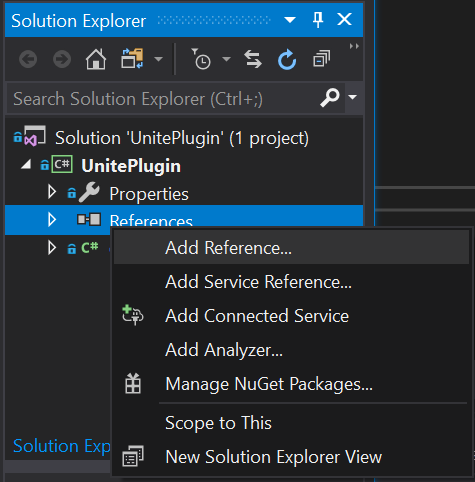 Solution Explorer
Search Solution Explorer (Ctrl+;)
Solution 'UnitePlugin' (1 project)
C# UnitePlugin
Properties
References
C#
Add Reference...
Add Service Reference...
Add Connected Service
Add Analyzer...
Manage NuGet Packages...
Scope to This
New Solution Explorer View
Solution Exp